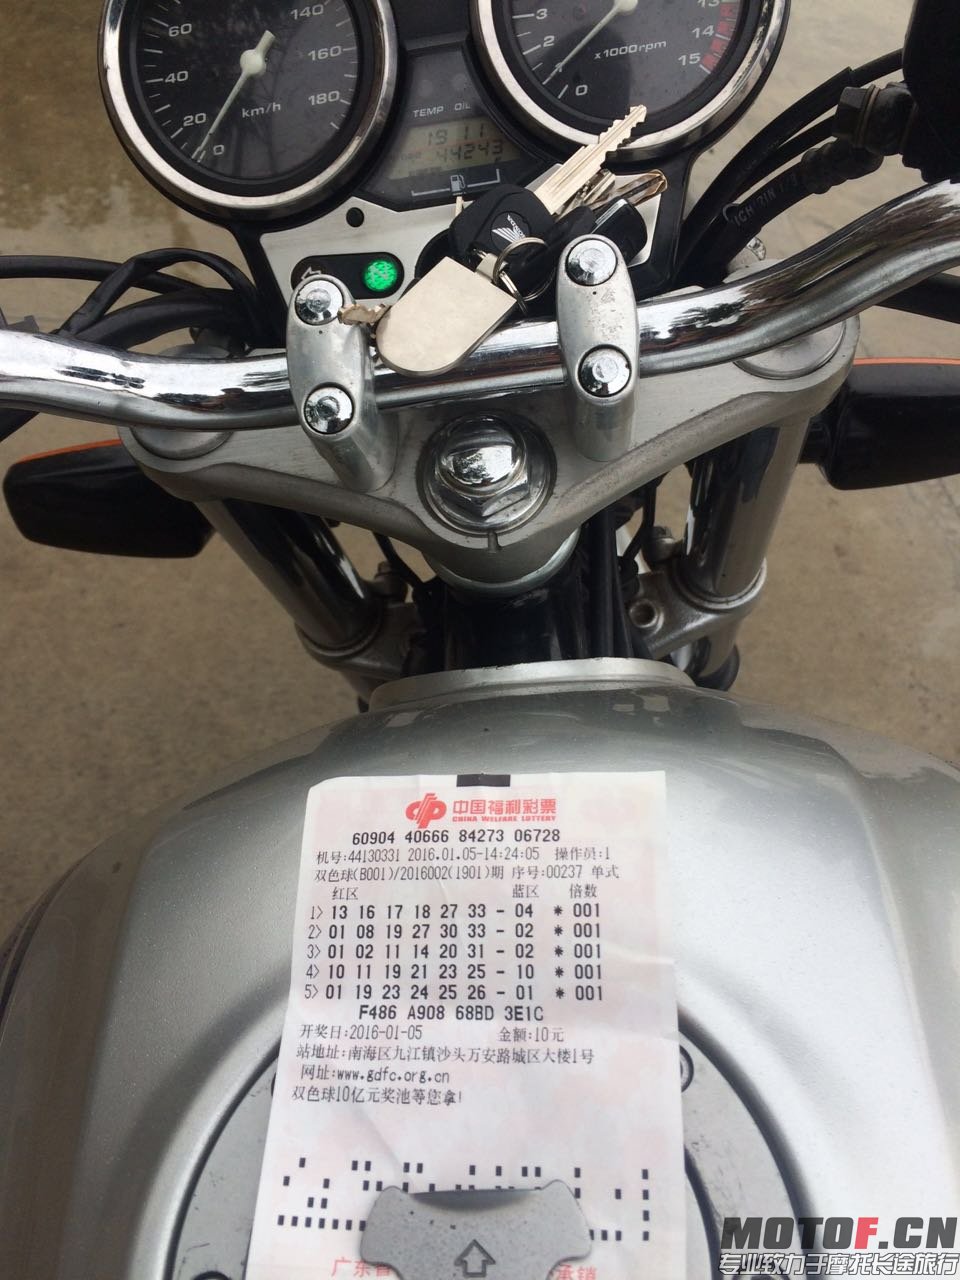 60
140
3
13
40
160
2
14
20
km/h
180
1
x1000rpm
15
0
0
TEMP OIL
19 11
44243
中国福利彩票
CHINA WELFARE LOTTERY
60904 40666 84273 06728
机号:44130331 2016.01.05-14:24:05 操作员:1
双色球(B001)/2016002(1901)期 序号:00237 单式
红区 蓝区 倍数
1> 13 16 17 18 27 33 - 04 * 001
2> 01 08 19 27 30 33 - 02 * 001
3> 01 02 11 14 20 31 - 02 * 001
4> 10 11 19 21 23 25 - 10 * 001
5> 01 19 23 24 25 26 - 01 * 001
F486 A908 68BD 3E1C
开奖日:2016-01-05 金额:10元
站地址:南海区九江镇沙头万安路城区大楼1号
网址:www.gdfc.org.cn
双色球10亿元奖池等您拿!
广东省 承销
MOTOF.CN
专业致力于摩托长途旅行